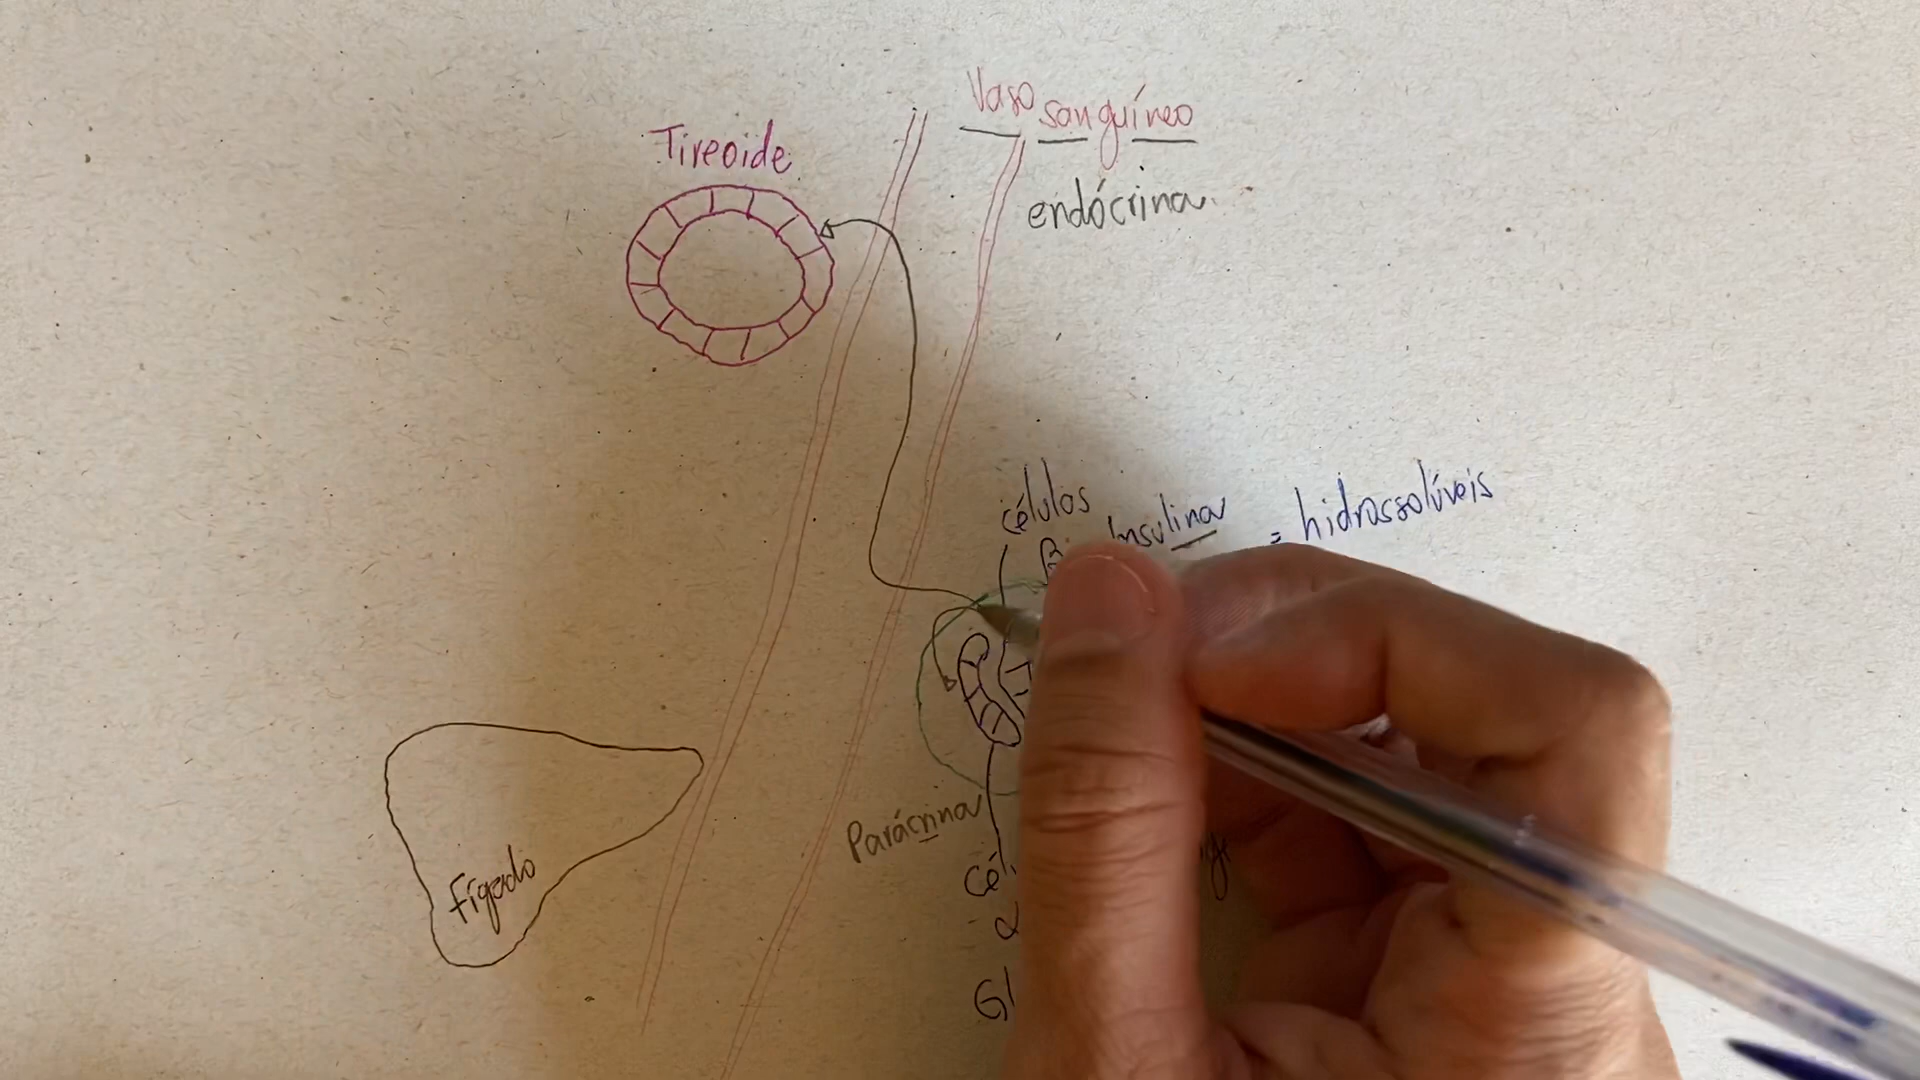 Vaso sanguíneo
Tireoide
endócrina
células
β Insulina = hidrossolúveis
Parácrina
Fígado
α